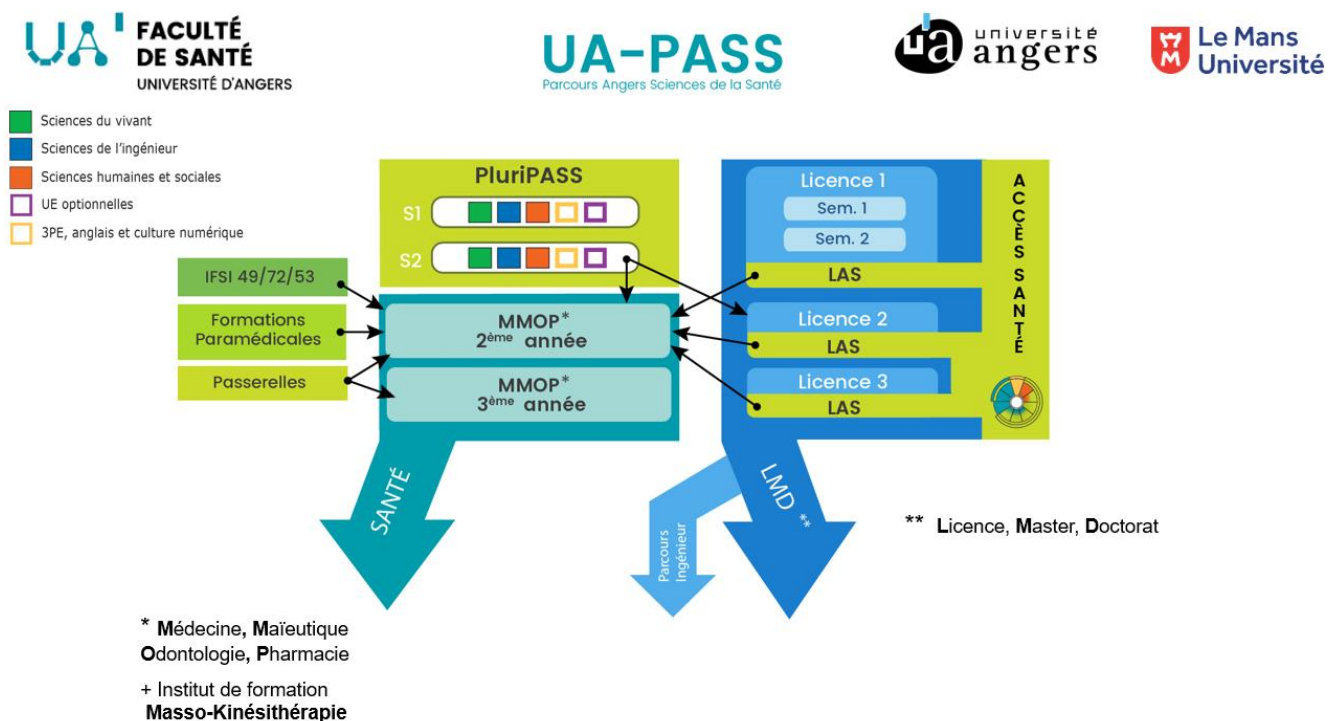 UA'
FACULTÉ
DE SANTÉ
UNIVERSITÉ D'ANGERS
UA-PASS
Parcours Angers Sciences de la Santé
ua
université
angers
Le Mans
Université
Sciences du vivant
Sciences de l'ingénieur
Sciences humaines et sociales
UE optionnelles
3PE, anglais et culture numérique
PluriPASS
S1
S2
IFSI 49/72/53
Formations
Paramédicales
Passerelles
MMOP*
2ème année
MMOP*
3ème année
SANTÉ
Licence 1
Sem. 1
Sem. 2
LAS
Licence 2
LAS
Licence 3
LAS
ACCÈS SANTÉ
LMD **
Parcours
Ingénieur
** Licence, Master, Doctorat
* Médecine, Maïeutique
Odontologie, Pharmacie
+ Institut de formation
Masso-Kinésithérapie